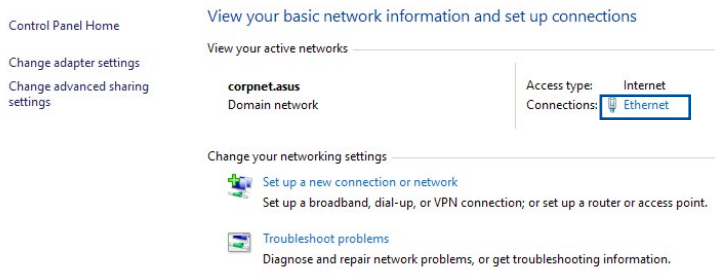 Control Panel Home
Change adapter settings
Change advanced sharing
settings
View your basic network information and set up connections
View your active networks
corpnet.asus
Domain network
Access type: Internet
Connections: Ethernet
Change your networking settings
Set up a new connection or network
Set up a broadband, dial-up, or VPN connection; or set up a router or access point.
Troubleshoot problems
Diagnose and repair network problems, or get troubleshooting information.